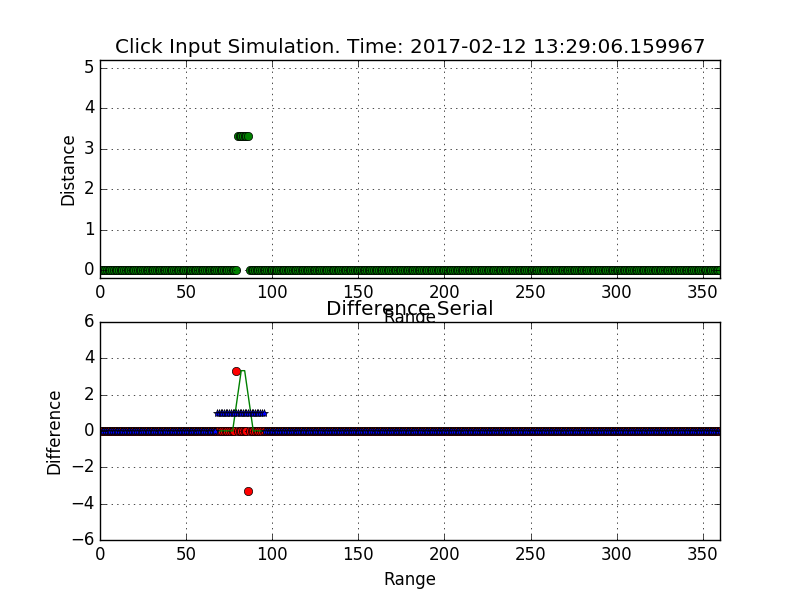 Click Input Simulation. Time: 2017-02-12 13:29:06.159967
5
4
3
2
1
0
Distance
0 50 100 150 200 250 300 350
Range
Difference Serial
6
4
2
0
−2
−4
−6
Difference
0 50 100 150 200 250 300 350
Range